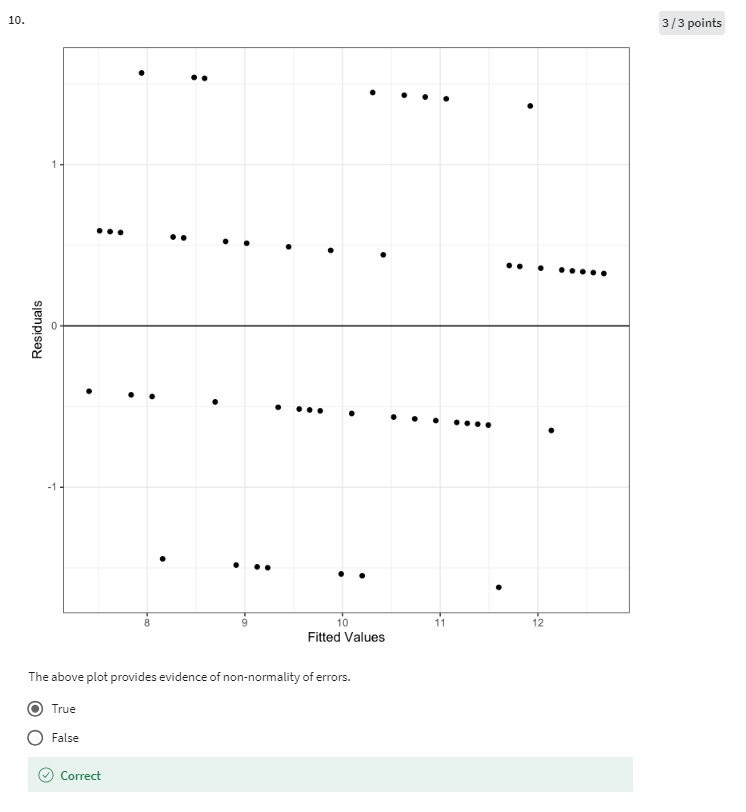 10.
3 / 3 points
1
0
-1
Residuals
8 9 10 11 12
Fitted Values
The above plot provides evidence of non-normality of errors.
True
False
Correct